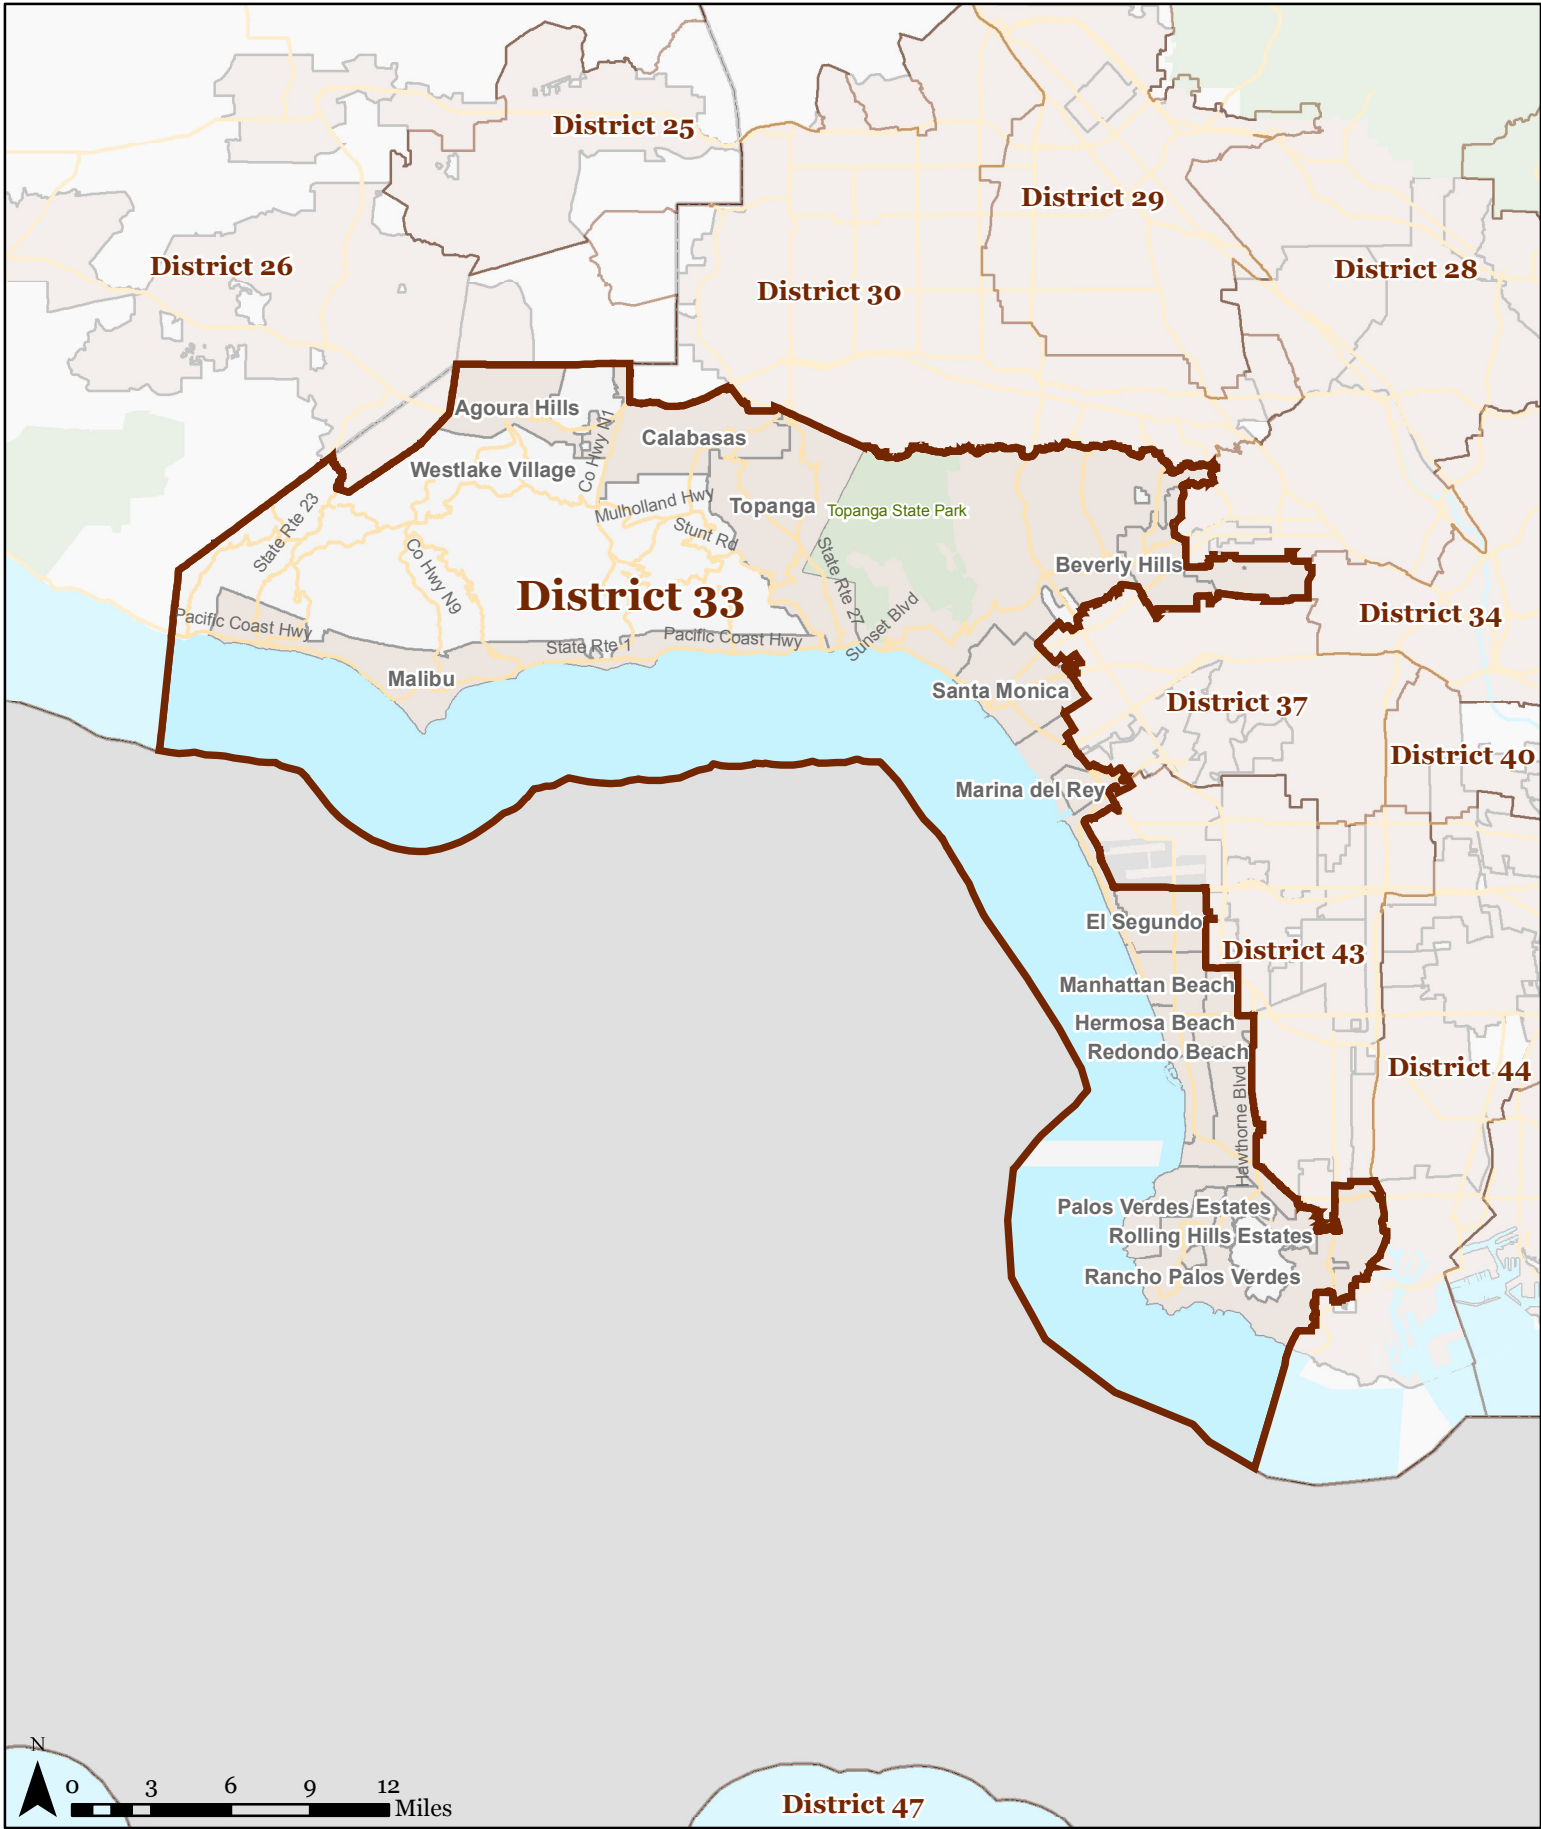 District 25
District 29
District 26
District 28
District 30
Agoura Hills
Co Hwy N1
Calabasas
Westlake Village
Mulholland Hwy
Topanga
Topanga State Park
State Rte 23
Stunt Rd
State Rte 27
Co Hwy N9
Beverly Hills
District 33
Sunset Blvd
District 34
Pacific Coast Hwy
State Rte 1
Pacific Coast Hwy
Malibu
Santa Monica
District 37
District 40
Marina del Rey
El Segundo
District 43
Manhattan Beach
Hermosa Beach
Redondo Beach
District 44
Hawthorne Blvd
Palos Verdes Estates
Rolling Hills Estates
Rancho Palos Verdes
N
0 3 6 9 12
Miles
District 47